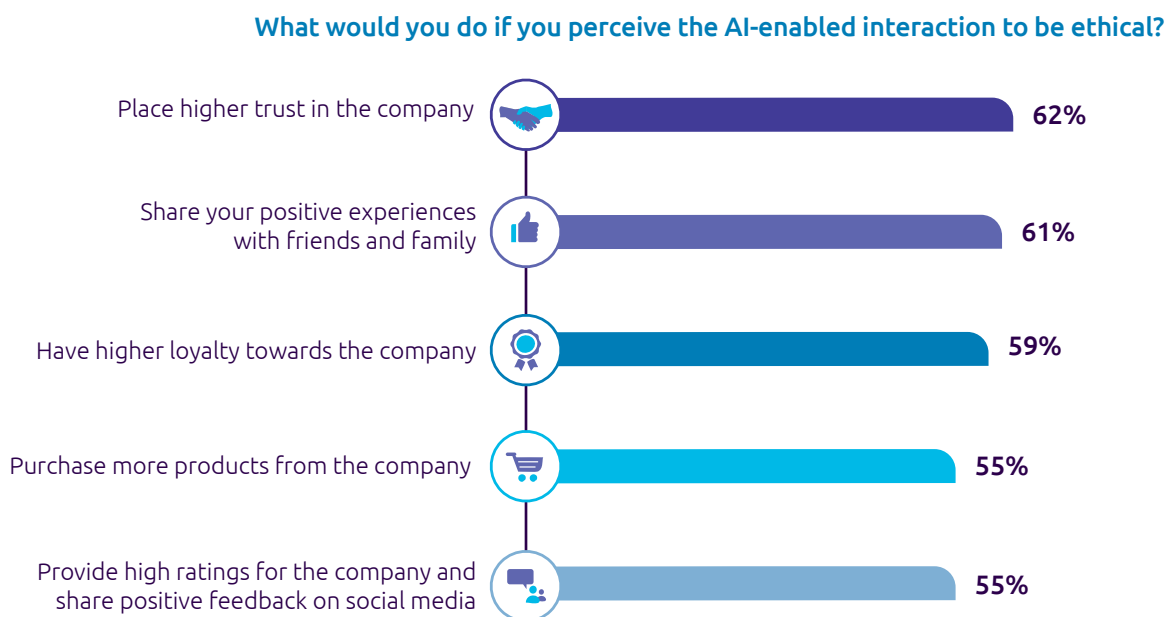 What would you do if you perceive the AI-enabled interaction to be ethical?
Place higher trust in the company
62%
Share your positive experiences
with friends and family
61%
Have higher loyalty towards the company
59%
Purchase more products from the company
55%
Provide high ratings for the company and
share positive feedback on social media
55%